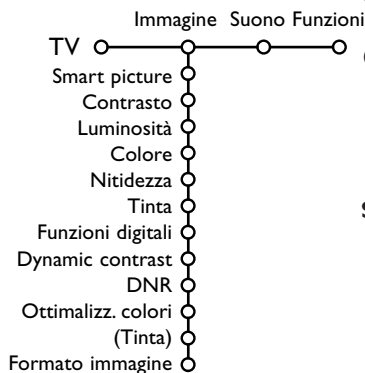 Immagine Suono Funzioni
TV
Smart picture
Contrasto
Luminosità
Colore
Nitidezza
Tinta
Funzioni digitali
Dynamic contrast
DNR
Ottimalizz. colori
(Tinta)
Formato immagine